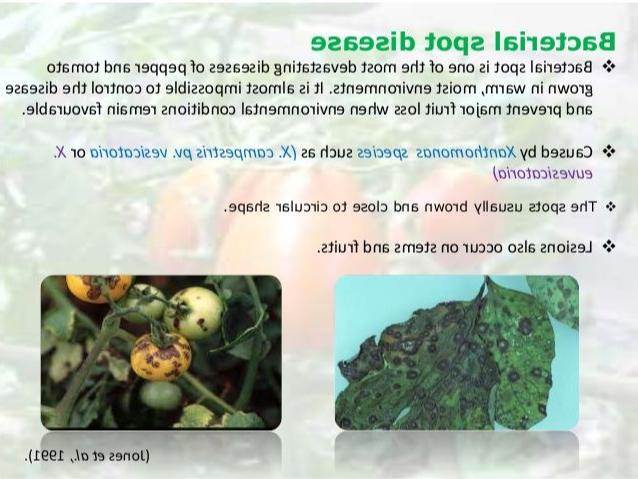 Bacterial spot disease
❖ Bacterial spot is one of the most devastating diseases of pepper and tomato
grown in warm, moist environments. It is almost impossible to control the disease
and prevent major fruit loss when environmental conditions remain favourable.
❖ Caused by Xanthomonas species such as (X. campestris pv. vesicatoria or X.
euvesicatoria)
❖ The spots usually brown and close to circular shape.
❖ Lesions also occur on stems and fruits.
(Jones et al., 1991).